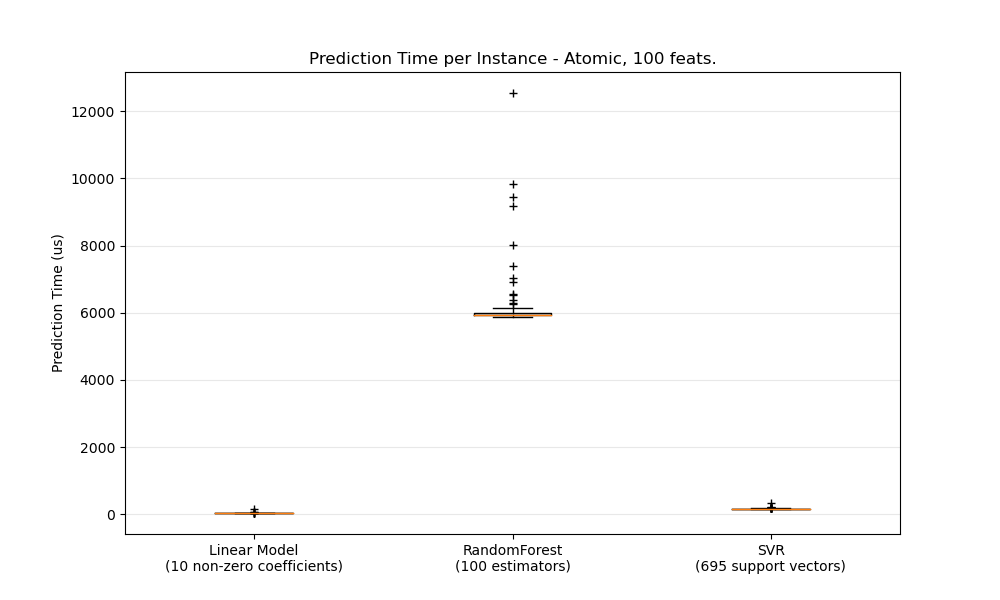 Prediction Time per Instance - Atomic, 100 feats.
Prediction Time (us)
12000
10000
8000
6000
4000
2000
0
Linear Model
(10 non-zero coefficients)
RandomForest
(100 estimators)
SVR
(695 support vectors)